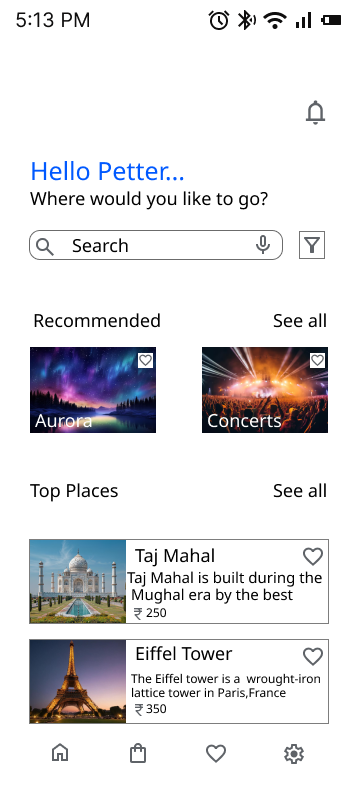 5:13 PM
Hello Petter...
Where would you like to go?
Search
Recommended See all
Aurora Concerts
Top Places See all
Taj Mahal
Taj Mahal is built during the
Mughal era by the best
₹ 250
Eiffel Tower
The Eiffel tower is a wrought-iron
lattice tower in Paris,France
₹ 350